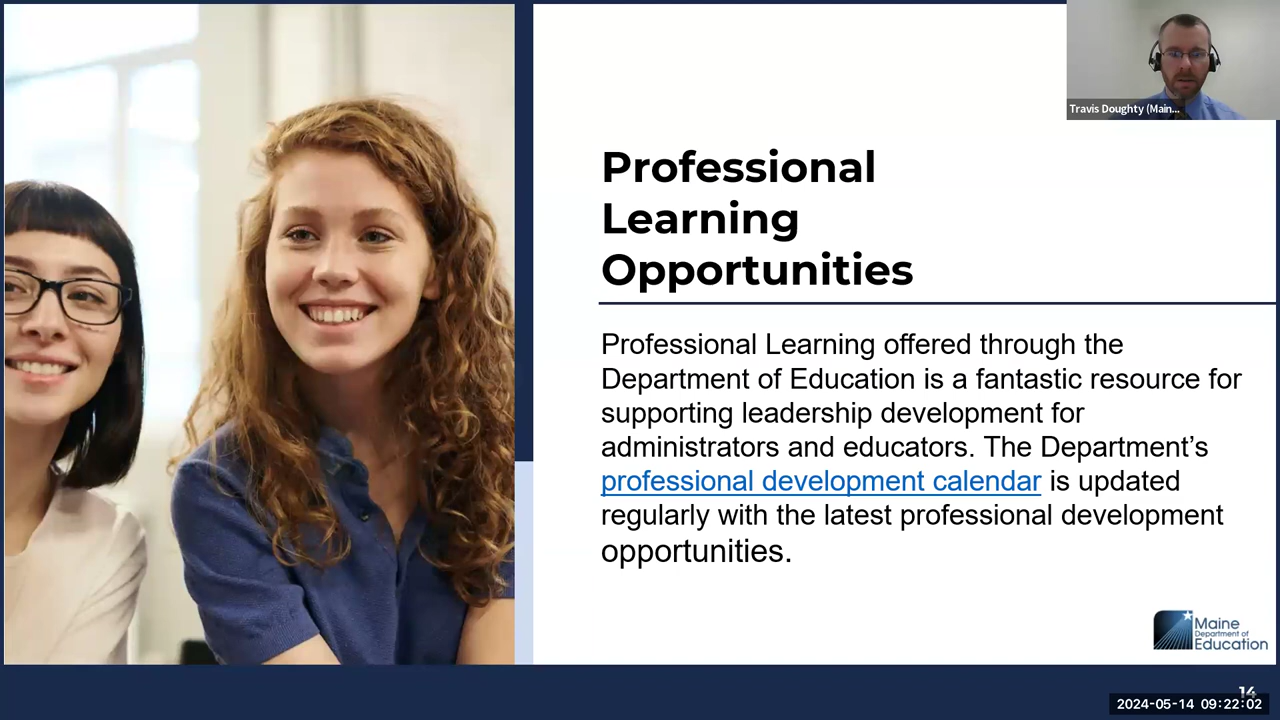 Travis Doughty (Main...
Professional
Learning
Opportunities
Professional Learning offered through the
Department of Education is a fantastic resource for
supporting leadership development for
administrators and educators. The Department’s
professional development calendar is updated
regularly with the latest professional development
opportunities.
Maine
Department of
Education
14
2024-05-14 09:22:02